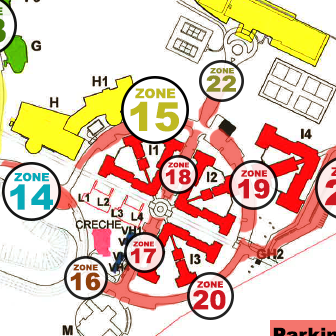 G
ZONE
22
H1
ZONE
15
H
I4
I1
ZONE
18
I2
ZONE
14
ZONE
19
L1
L2
L3
L4
CRECHE
VH1
ZONE
17
I3
GH2
ZONE
16
ZONE
20
M
Parkin